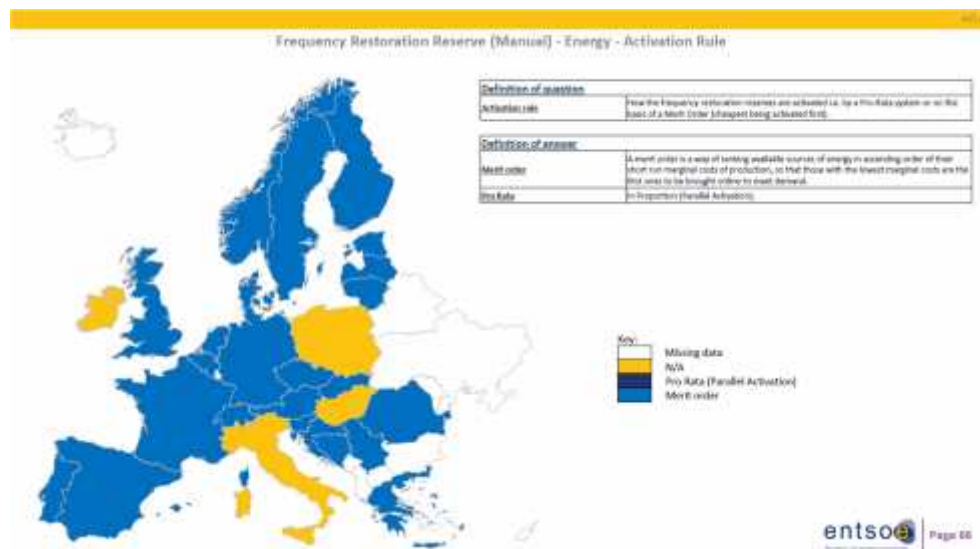 Frequency Restoration Reserve (Manual) - Energy - Activation Rule
Definition of question
Activation rule
How the frequency restoration reserves are activated i.e. by a Pro-Rata system or on the
basis of a Merit Order (cheapest being activated first).
Definition of answer
Merit order
A merit order is a way of ranking available sources of energy in ascending order of their
short run marginal costs of production, so that those with the lowest marginal costs are the
first ones to be brought online to meet demand.
Pro Rata
In Proportion (Parallel Activation)
Key:
Missing data
N/A
Pro Rata (Parallel Activation)
Merit order
entsoe